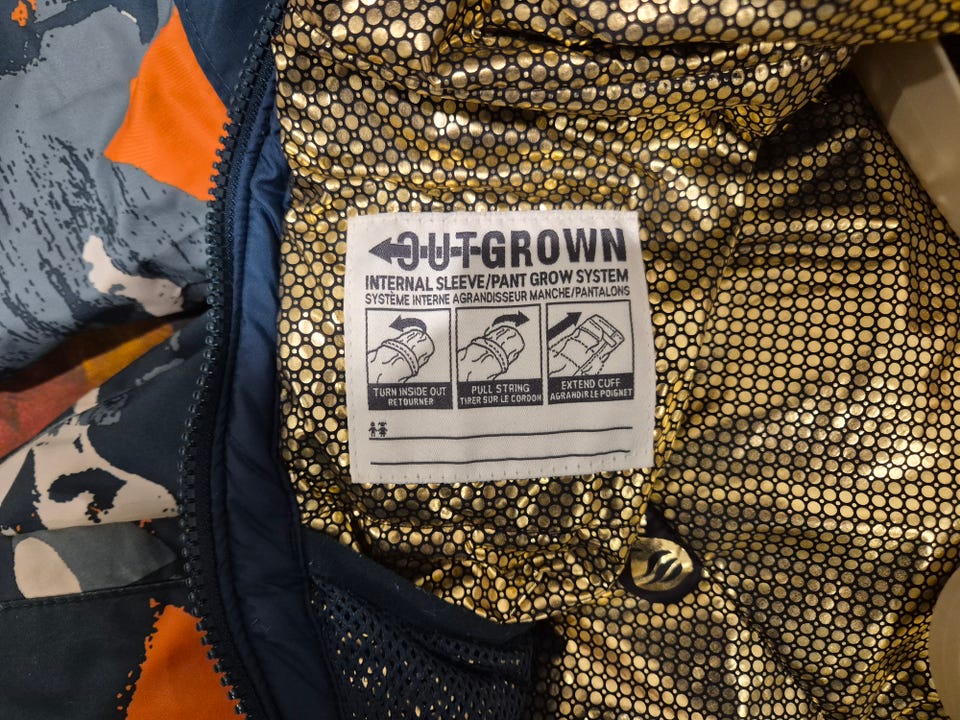 OUTGROWN
INTERNAL SLEEVE/PANT GROW SYSTEM
SYSTÈME INTERNE AGRANDISSEUR MANCHE/PANTALONS
TURN INSIDE OUT
RETOURNER
PULL STRING
TIRER SUR LE CORDON
EXTEND CUFF
AGRANDIR LE POIGNET